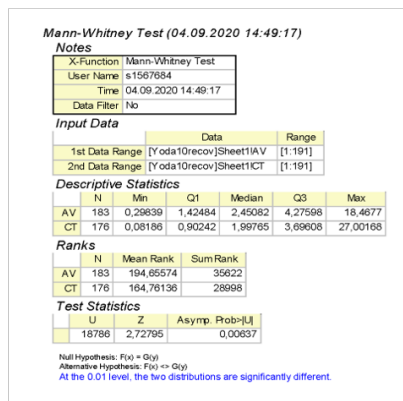 Mann-Whitney Test (04.09.2020 14:49:17)
Notes
X-Function Mann-Whitney Test
User Name s1567684
Time 04.09.2020 14:49:17
Data Filter No
Input Data
Data Range
1st Data Range [Yoda10recov]Sheet1!AV [1:191]
2nd Data Range [Yoda10recov]Sheet1!CT [1:191]
Descriptive Statistics
N Min Q1 Median Q3 Max
AV 183 0,29839 1,42484 2,45082 4,27598 18,4677
CT 176 0,08186 0,90242 1,99765 3,69608 27,00168
Ranks
N Mean Rank Sum Rank
AV 183 194,65574 35622
CT 176 164,76136 28998
Test Statistics
U Z Asymp. Prob>|U|
18786 2,72795 0,00637
Null Hypothesis: F(x) = G(y)
Alternative Hypothesis: F(x) <> G(y)
At the 0.01 level, the two distributions are significantly different.